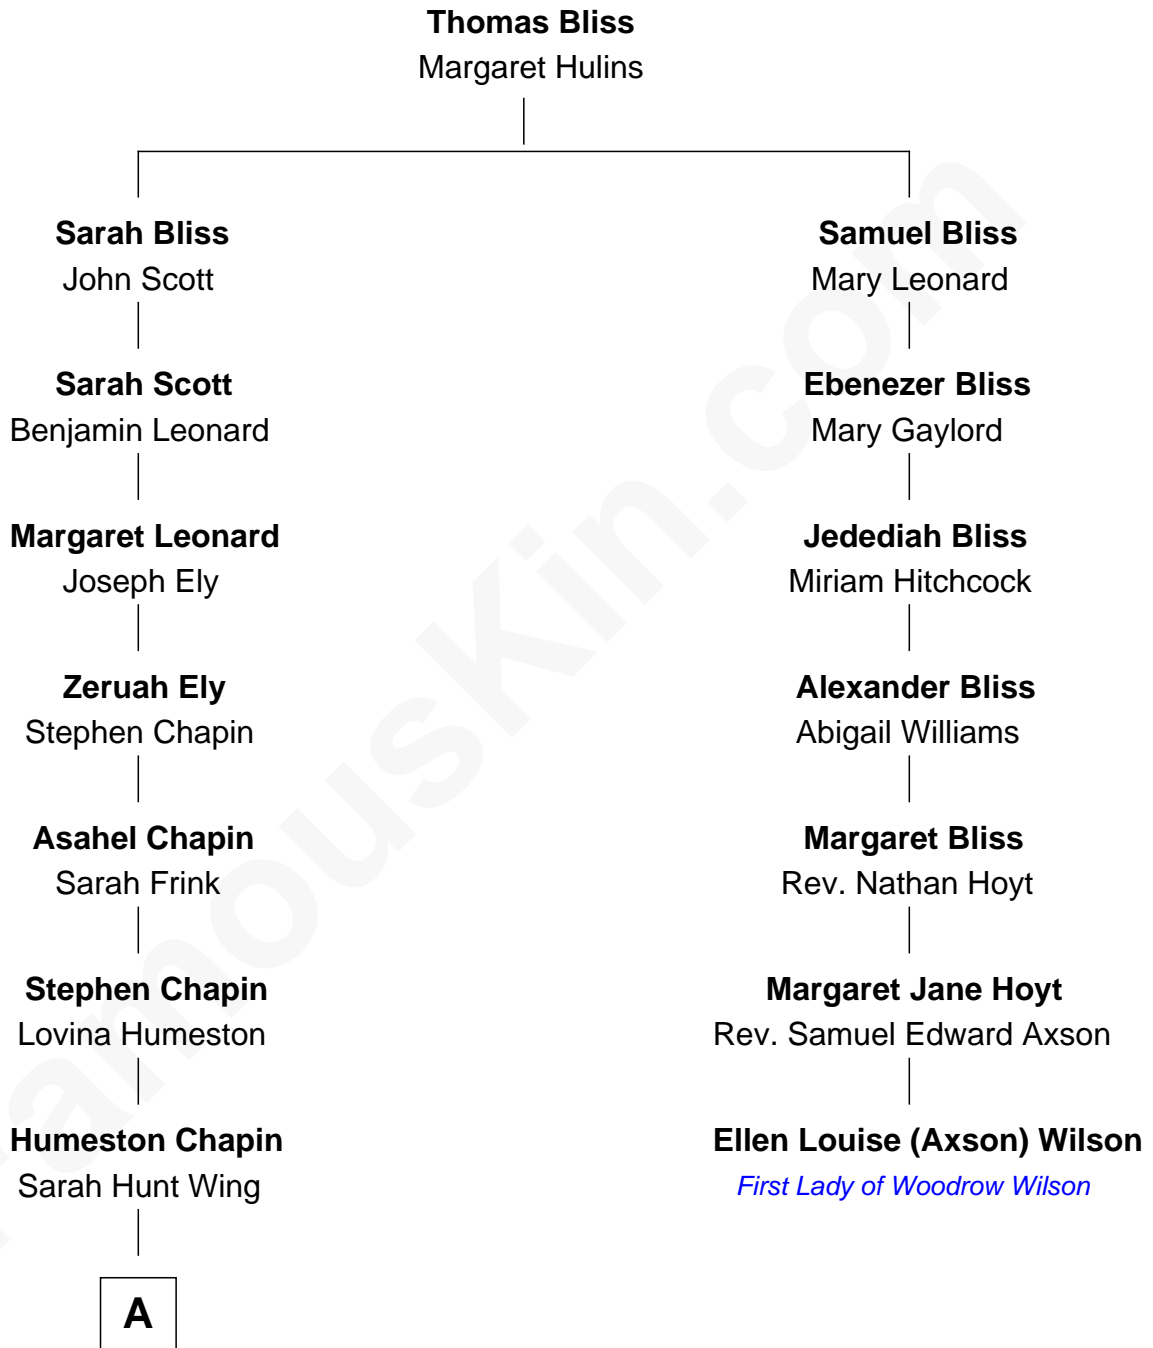 Thomas Bliss
Margaret Hulins
Sarah Bliss
John Scott
Samuel Bliss
Mary Leonard
Sarah Scott
Benjamin Leonard
Ebenezer Bliss
Mary Gaylord
Margaret Leonard
Joseph Ely
Jedediah Bliss
Miriam Hitchcock
Zeruah Ely
Stephen Chapin
Alexander Bliss
Abigail Williams
Asahel Chapin
Sarah Frink
Margaret Bliss
Rev. Nathan Hoyt
Stephen Chapin
Lovina Humeston
Margaret Jane Hoyt
Rev. Samuel Edward Axson
Humeston Chapin
Sarah Hunt Wing
Ellen Louise (Axson) Wilson
First Lady of Woodrow Wilson
A
FamousKin.com